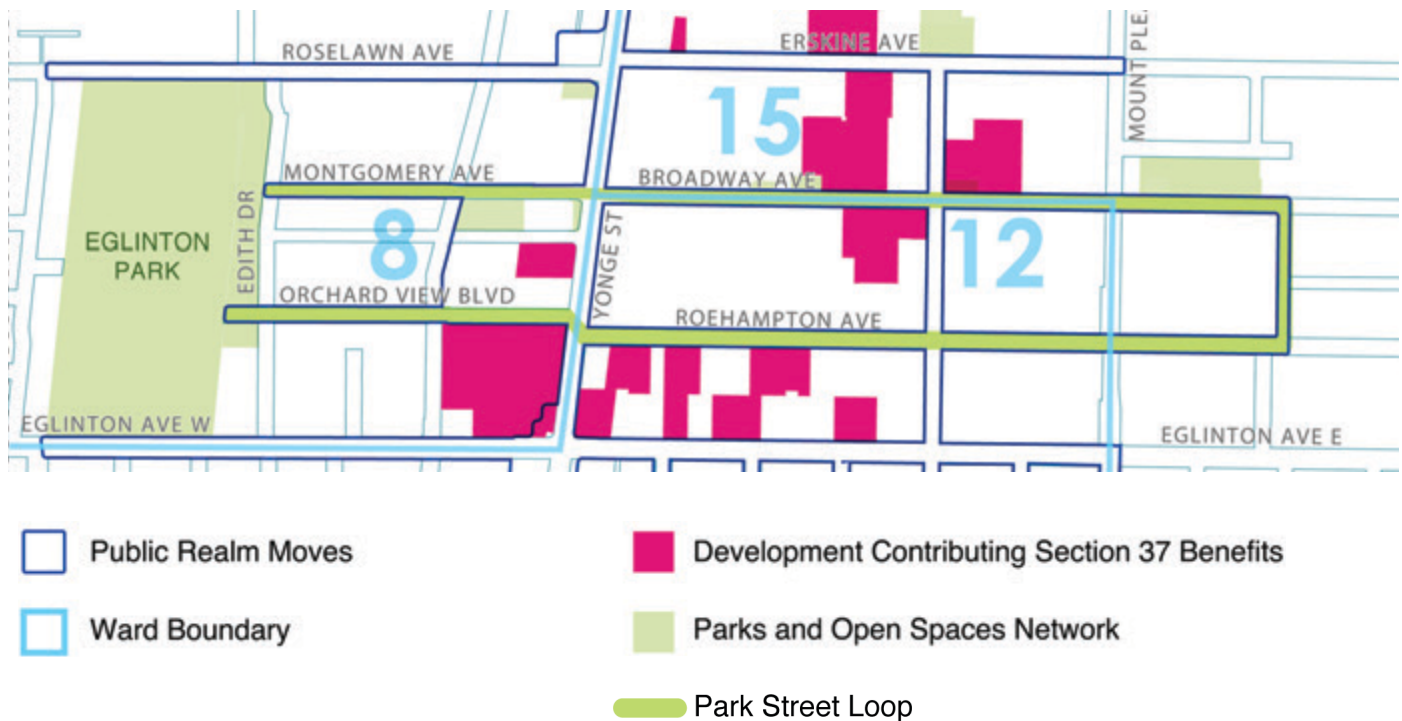 ROSELAWN AVE
ERSKINE AVE
MOUNT PLE
15
MONTGOMERY AVE
BROADWAY AVE
EGLINTON
PARK
EDITH DR
8
YONGE ST
12
ORCHARD VIEW BLVD
ROEHAMPTON AVE
EGLINTON AVE W
EGLINTON AVE E
Public Realm Moves
Development Contributing Section 37 Benefits
Ward Boundary
Parks and Open Spaces Network
Park Street Loop